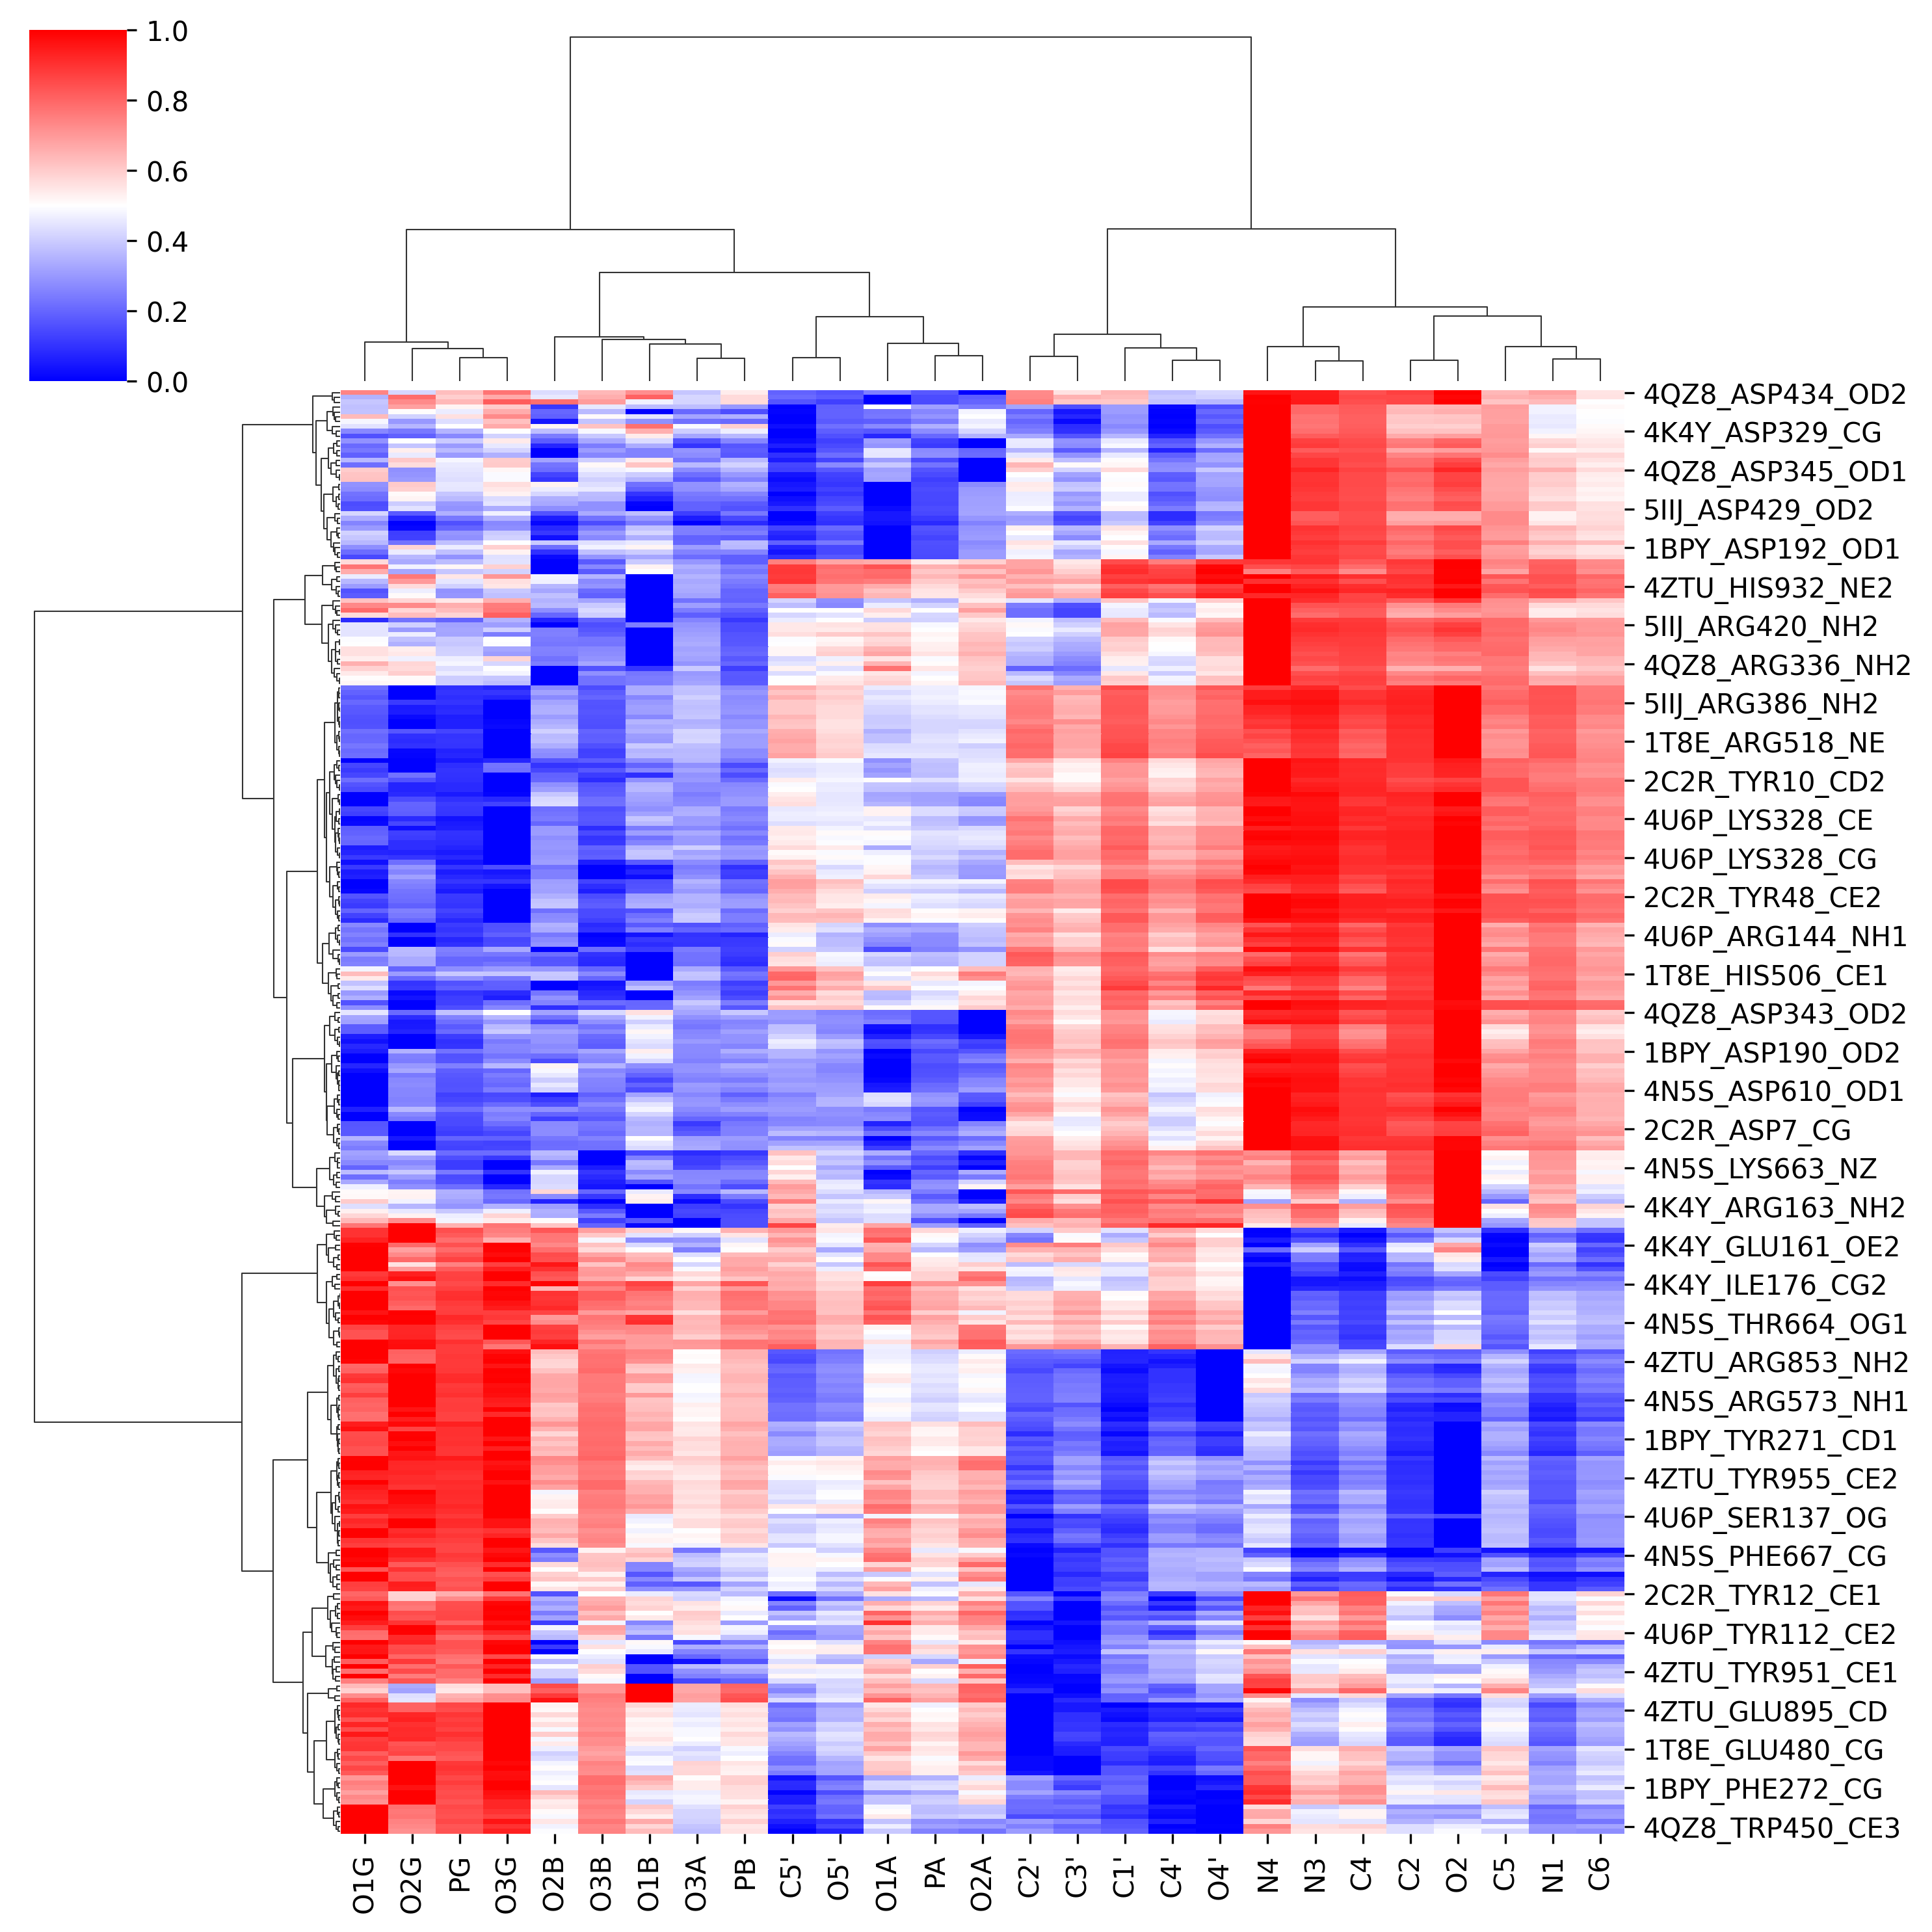 1.0
0.8
0.6
0.4
0.2
0.0
4QZ8_ASP434_OD2
4K4Y_ASP329_CG
4QZ8_ASP345_OD1
5IIJ_ASP429_OD2
1BPY_ASP192_OD1
4ZTU_HIS932_NE2
5IIJ_ARG420_NH2
4QZ8_ARG336_NH2
5IIJ_ARG386_NH2
1T8E_ARG518_NE
2C2R_TYR10_CD2
4U6P_LYS328_CE
4U6P_LYS328_CG
2C2R_TYR48_CE2
4U6P_ARG144_NH1
1T8E_HIS506_CE1
4QZ8_ASP343_OD2
1BPY_ASP190_OD2
4N5S_ASP610_OD1
2C2R_ASP7_CG
4N5S_LYS663_NZ
4K4Y_ARG163_NH2
4K4Y_GLU161_OE2
4K4Y_ILE176_CG2
4N5S_THR664_OG1
4ZTU_ARG853_NH2
4N5S_ARG573_NH1
1BPY_TYR271_CD1
4ZTU_TYR955_CE2
4U6P_SER137_OG
4N5S_PHE667_CG
2C2R_TYR12_CE1
4U6P_TYR112_CE2
4ZTU_TYR951_CE1
4ZTU_GLU895_CD
1T8E_GLU480_CG
1BPY_PHE272_CG
4QZ8_TRP450_CE3
O1G
O2G
PG
O3G
O2B
O3B
O1B
O3A
PB
C5'
O5'
O1A
PA
O2A
C2'
C3'
C1'
C4'
O4'
N4
N3
C4
C2
O2
C5
N1
C6